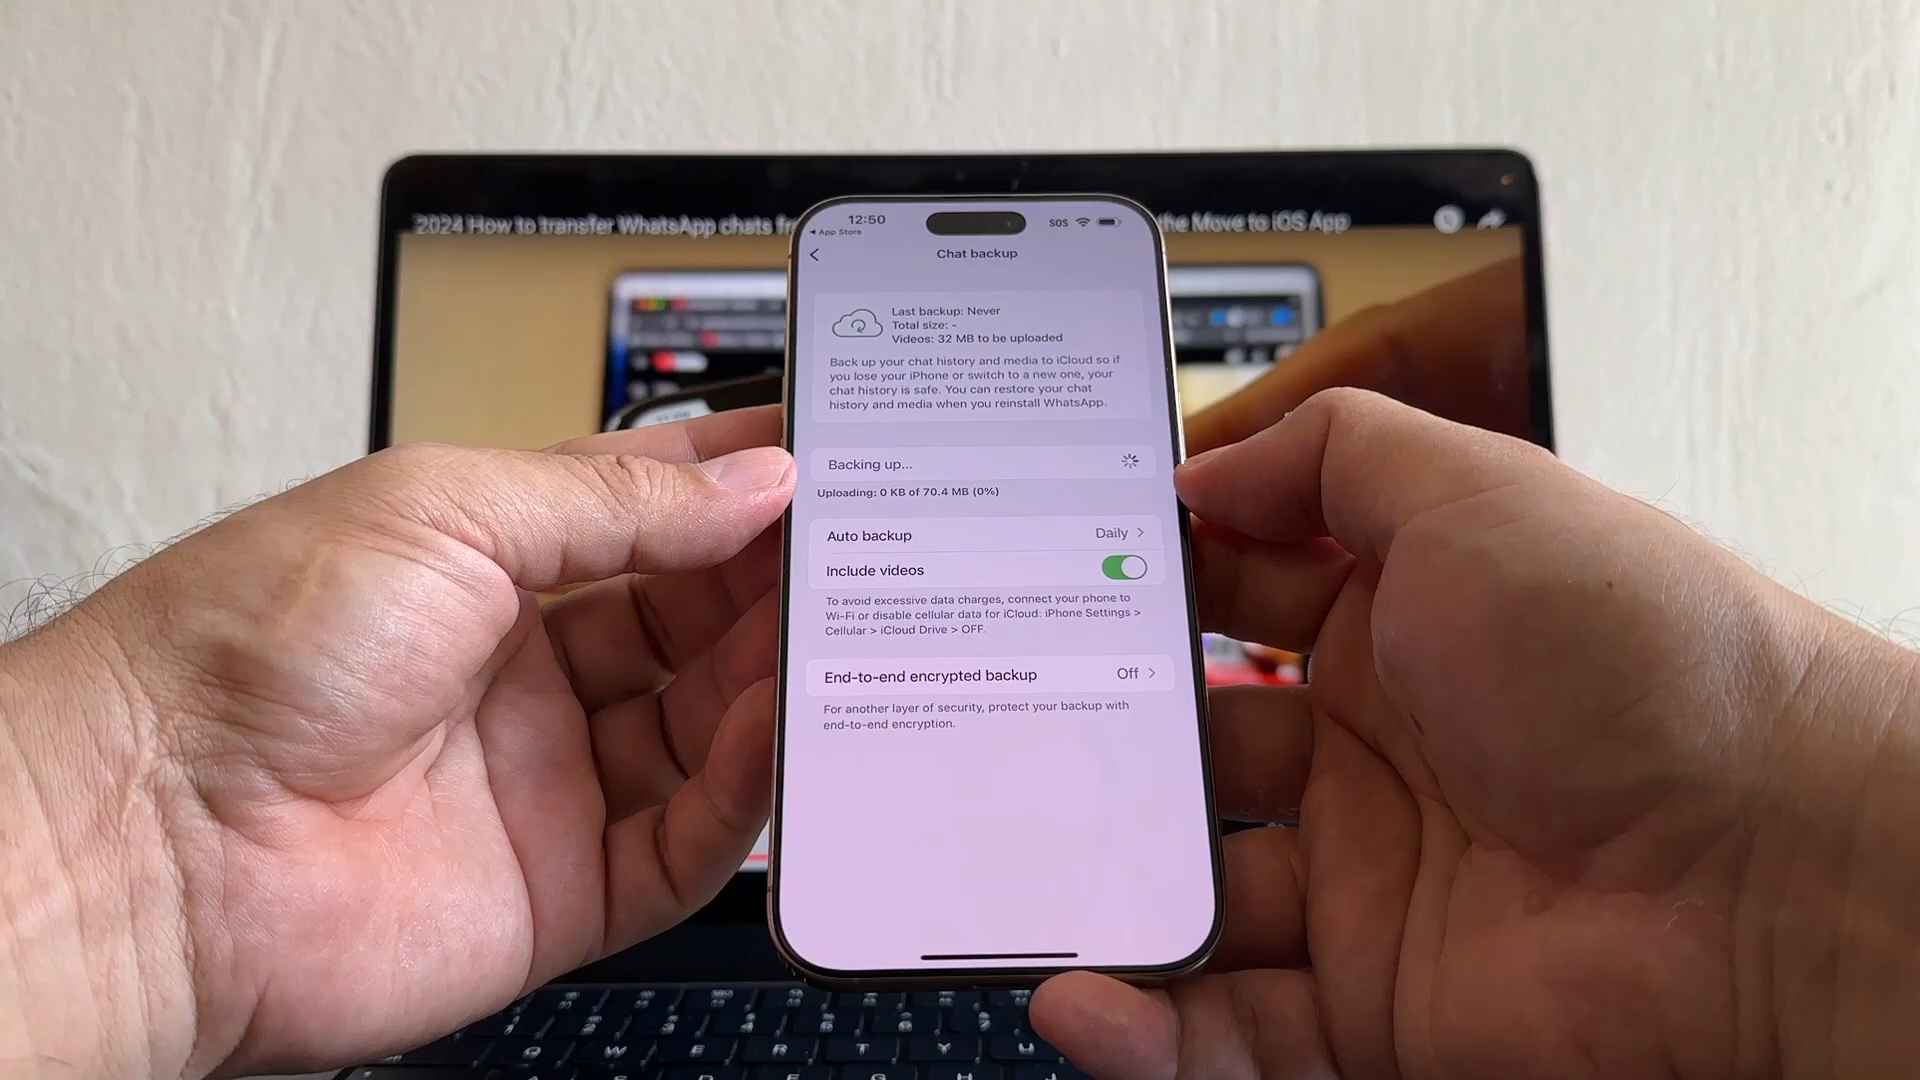 2024 How to transfer WhatsApp chats
the Move to iOS App
12:50
SOS
◂ App Store
Chat backup
Last backup: Never
Total size: -
Videos: 32 MB to be uploaded
Back up your chat history and media to iCloud so if
you lose your iPhone or switch to a new one, your
chat history is safe. You can restore your chat
history and media when you reinstall WhatsApp.
Backing up...
Uploading: 0 KB of 70.4 MB (0%)
Auto backup
Daily >
Include videos
To avoid excessive data charges, connect your phone to
Wi-Fi or disable cellular data for iCloud: iPhone Settings >
Cellular > iCloud Drive > OFF.
End-to-end encrypted backup
Off >
For another layer of security, protect your backup with
end-to-end encryption.
Q W E R T Y U